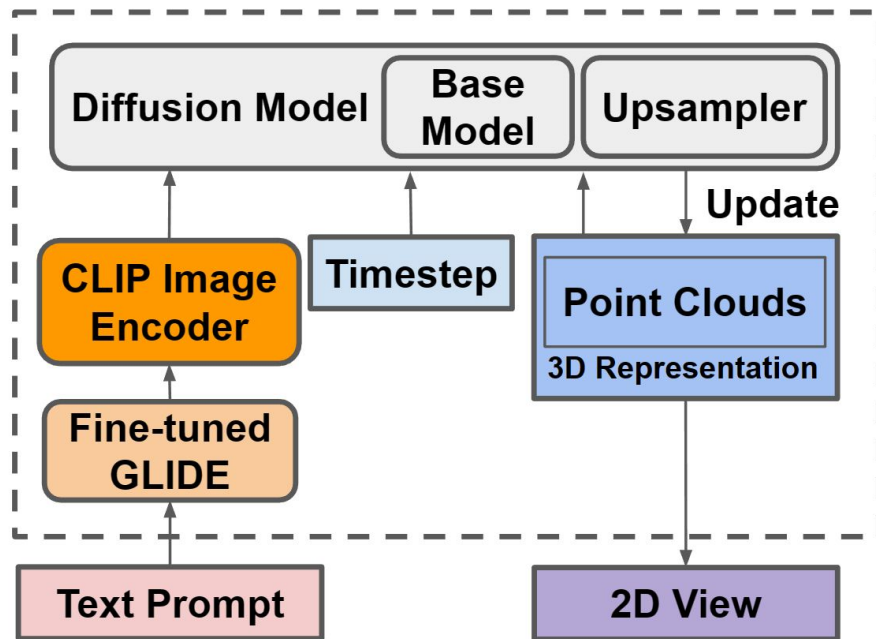 Diffusion Model
Base
Model
Upsampler
Update
CLIP Image
Encoder
Timestep
Point Clouds
3D Representation
Fine-tuned
GLIDE
Text Prompt
2D View